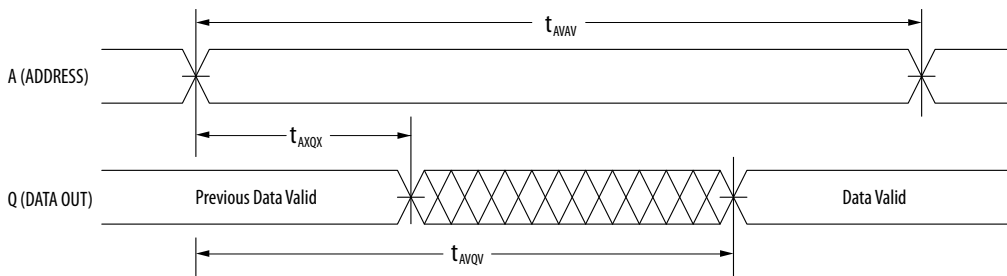 tAVAV
A (ADDRESS)
tAXQX
Q (DATA OUT)
Previous Data Valid
Data Valid
tAVQV